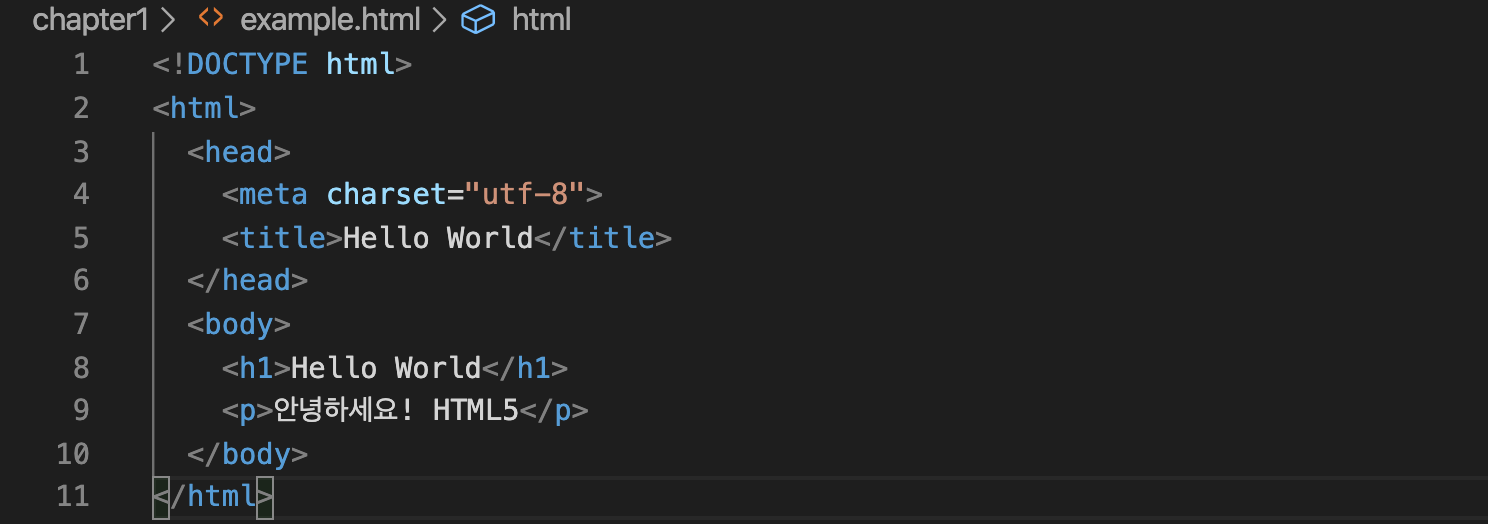 chapter1 > <> example.html > html
1 <!DOCTYPE html>
2 <html>
3   <head>
4     <meta charset="utf-8">
5     <title>Hello World</title>
6   </head>
7   <body>
8     <h1>Hello World</h1>
9     <p>안녕하세요! HTML5</p>
10   </body>
11 </html>